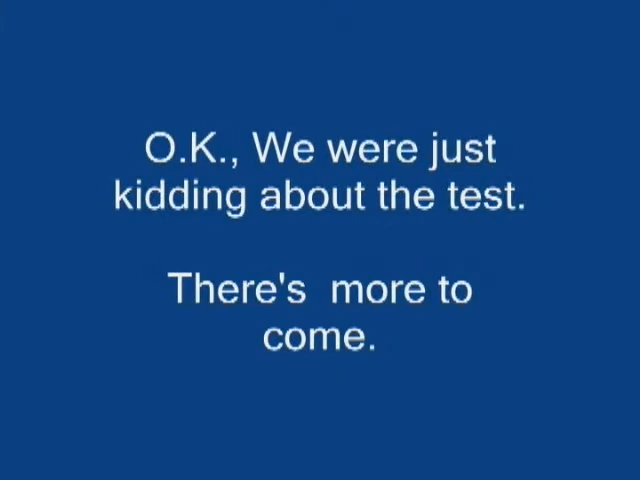 O.K., We were just
kidding about the test.
There's  more to
come.